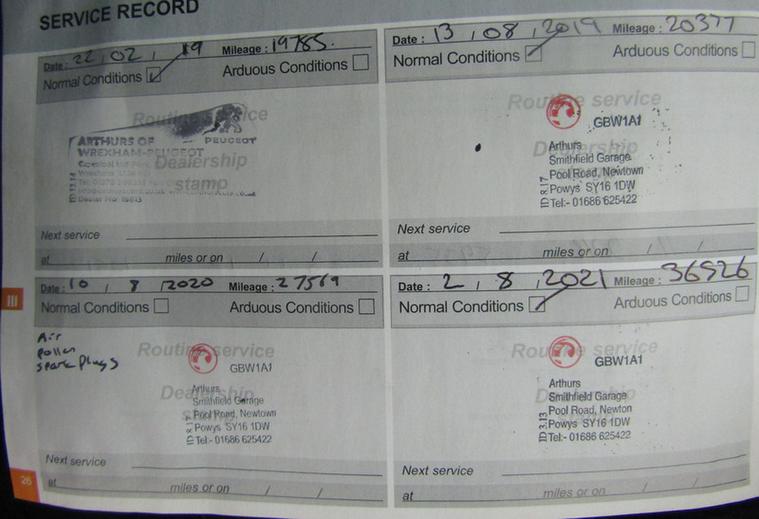 SERVICE RECORD
Date: 22, 02, 19 Mileage: 19785.
Normal Conditions Arduous Conditions
Routine service
Dealership
stamp
ARTHURS OF PEUGEOT
WREXHAM-PEUGEOT
Next service
at miles or on / /
Date: 13, 08, 2019 Mileage: 20377
Normal Conditions Arduous Conditions
Routine service
GBW1A1
Arthurs
Smithfield Garage
Pool Road, Newtown
Powys SY16 1DW
Tel:- 01686 625422
Next service
at miles or on / /
Date: 10, 8, 2020 Mileage: 27569
Normal Conditions Arduous Conditions
Air
pollen
spark plugs
Routine service
GBW1A1
Dealership
Arthurs
Smithfield Garage
Pool Road, Newtown
Powys SY16 1DW
Tel:- 01686 625422
Next service
at miles or on / /
Date: 2, 8, 2021 Mileage: 36526
Normal Conditions Arduous Conditions
Routine service
GBW1A1
Arthurs
Smithfield Garage
Pool Road, Newton
Powys SY16 1DW
Tel:- 01686 625422
Next service
at miles or on / /
III
26